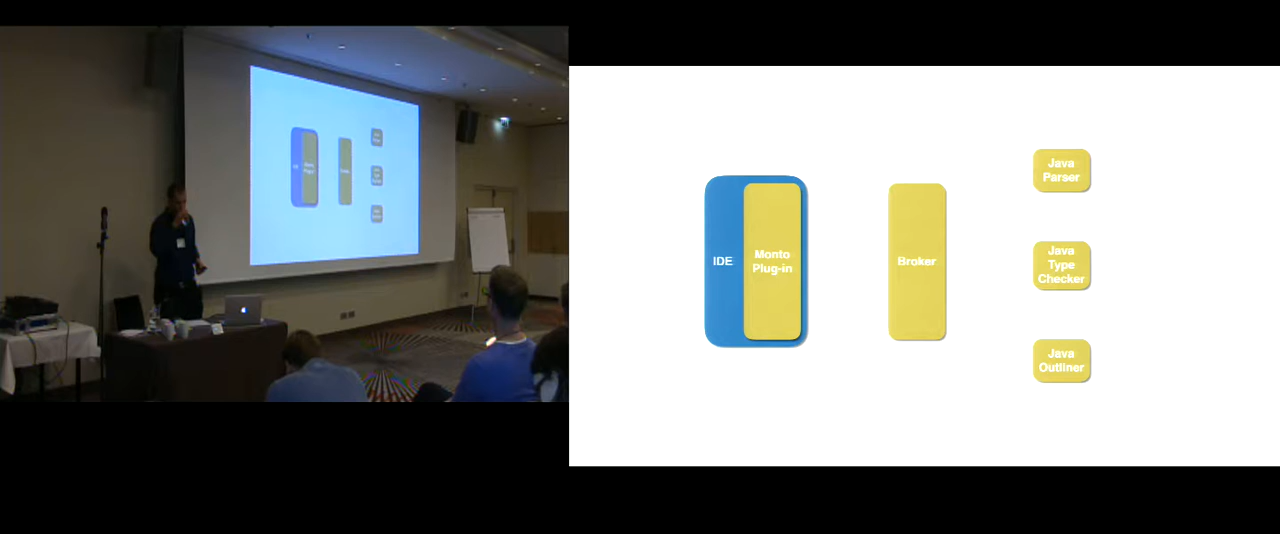 IDE
Monto
Plug-in
Broker
Java
Parser
Java
Type
Checker
Java
Outliner